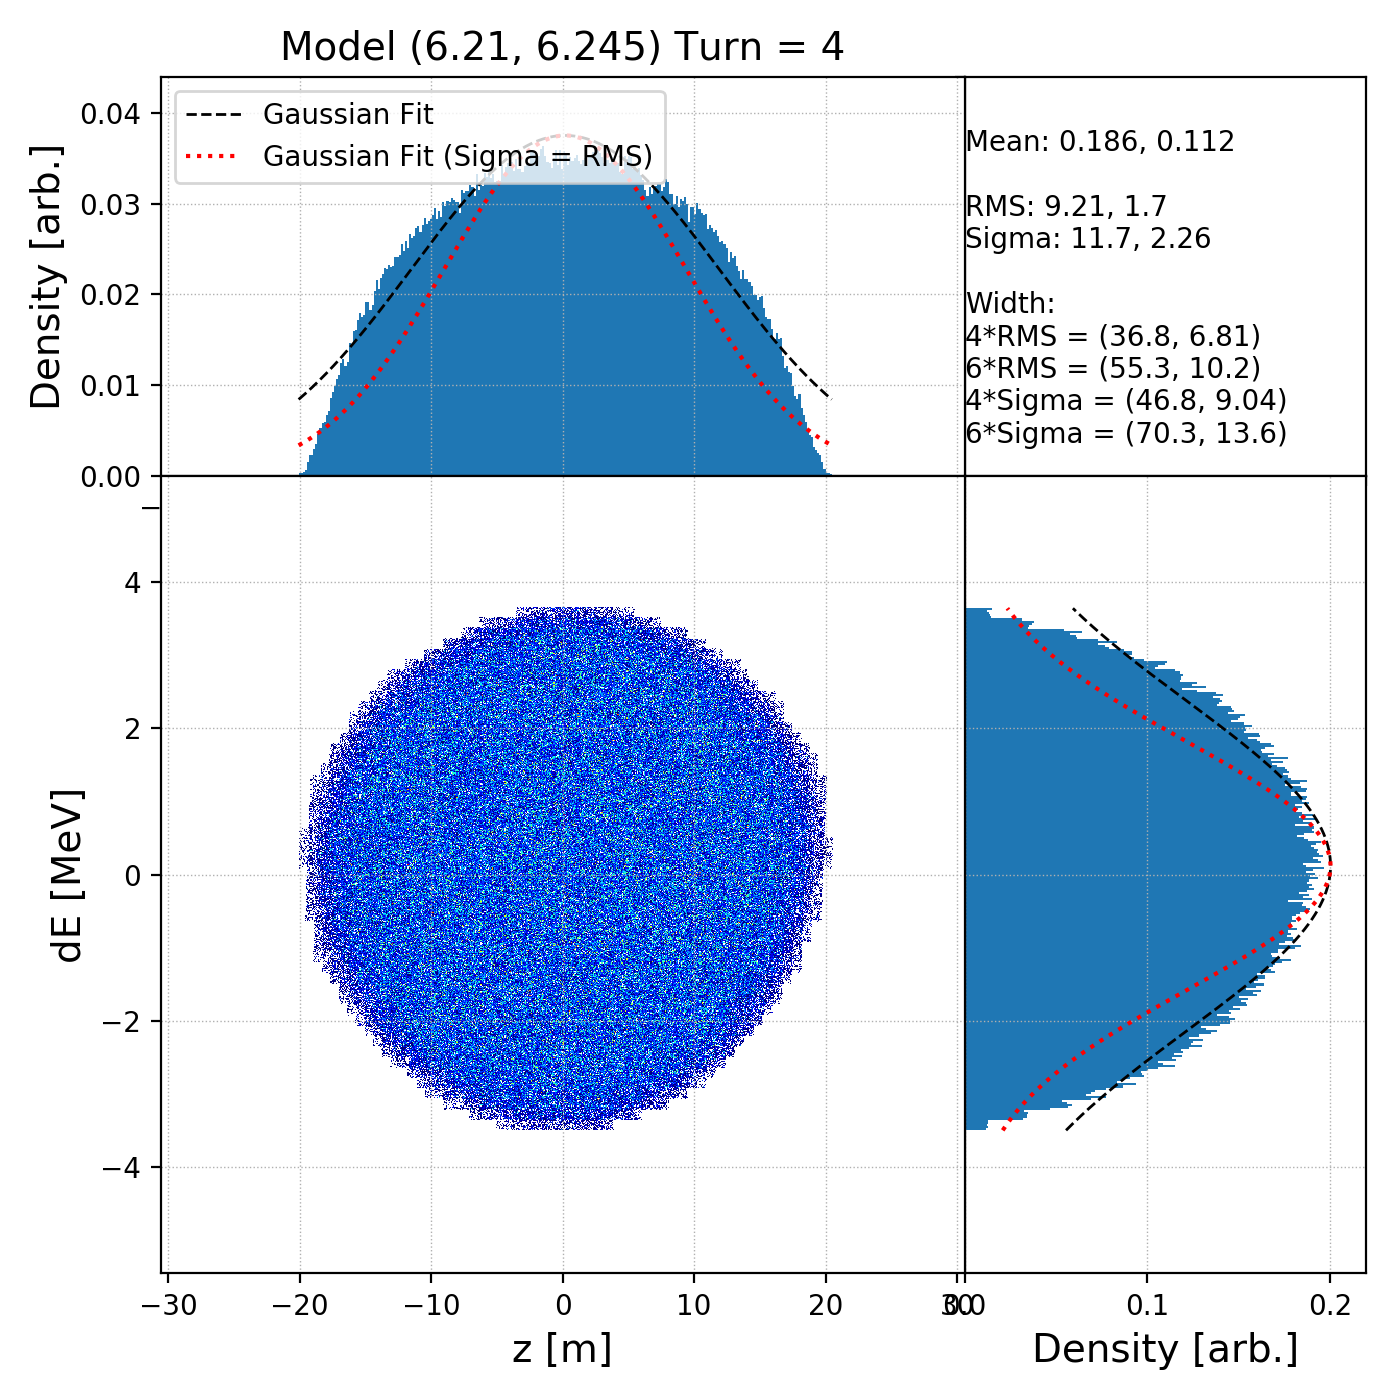 Model (6.21, 6.245) Turn = 4
Density [arb.]
0.04
0.03
0.02
0.01
0.00
Gaussian Fit
Gaussian Fit (Sigma = RMS)
Mean: 0.186, 0.112
RMS: 9.21, 1.7
Sigma: 11.7, 2.26
Width:
4*RMS = (36.8, 6.81)
6*RMS = (55.3, 10.2)
4*Sigma = (46.8, 9.04)
6*Sigma = (70.3, 13.6)
dE [MeV]
4
2
0
−2
−4
−30
−20
−10
0
10
20
30
z [m]
0.0
0.1
0.2
Density [arb.]